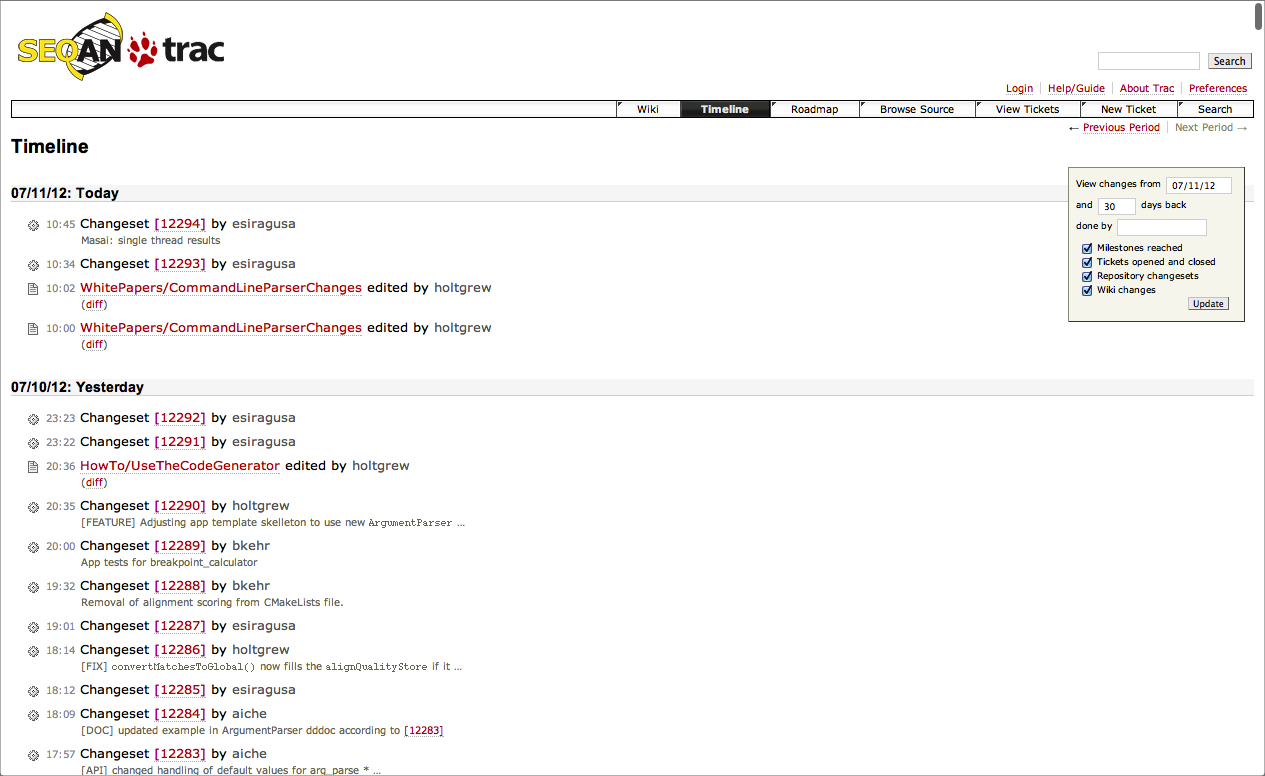 SEQAN trac
Search
Login Help/Guide About Trac Preferences
Wiki Timeline Roadmap Browse Source View Tickets New Ticket Search
← Previous Period Next Period →
Timeline
View changes from 07/11/12
and 30 days back
done by
Milestones reached
Tickets opened and closed
Repository changesets
Wiki changes
Update
07/11/12: Today
10:45 Changeset [12294] by esiragusa
Masai: single thread results
10:34 Changeset [12293] by esiragusa
10:02 WhitePapers/CommandLineParserChanges edited by holtgrew
(diff)
10:00 WhitePapers/CommandLineParserChanges edited by holtgrew
(diff)
07/10/12: Yesterday
23:23 Changeset [12292] by esiragusa
23:22 Changeset [12291] by esiragusa
20:36 HowTo/UseTheCodeGenerator edited by holtgrew
(diff)
20:35 Changeset [12290] by holtgrew
[FEATURE] Adjusting app template skelleton to use new ArgumentParser ...
20:00 Changeset [12289] by bkehr
App tests for breakpoint_calculator
19:32 Changeset [12288] by bkehr
Removal of alignment scoring from CMakeLists file.
19:01 Changeset [12287] by esiragusa
18:14 Changeset [12286] by holtgrew
[FIX] convertMatchesToGlobal() now fills the alignQualityStore if it ...
18:12 Changeset [12285] by esiragusa
18:09 Changeset [12284] by aiche
[DOC] updated example in ArgumentParser dddoc according to [12283]
17:57 Changeset [12283] by aiche
[API] changed handling of default values for arg_parse * ...